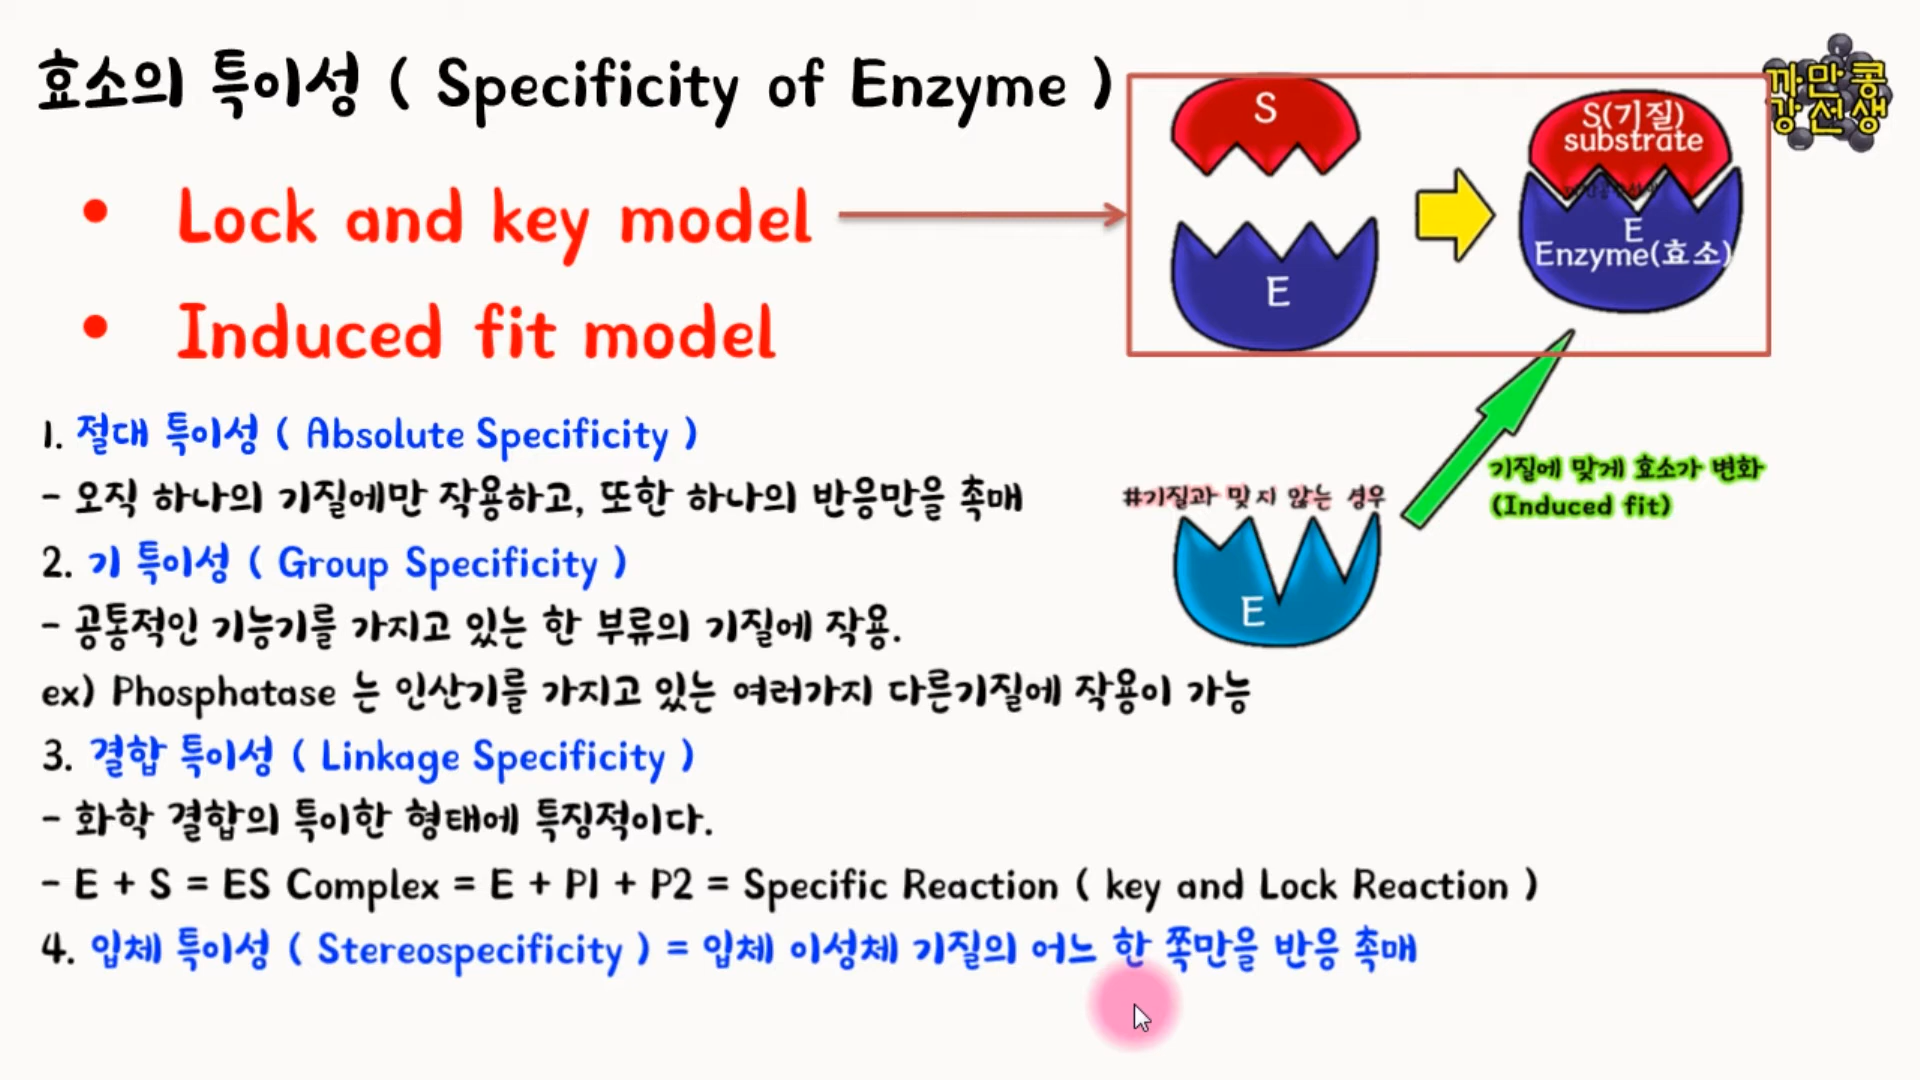 효소의 특이성 ( Specificity of Enzyme )
까만콩
강선생
• Lock and key model
• Induced fit model
S
E
S(기질)
substrate
E
Enzyme(효소)
1. 절대 특이성 ( Absolute Specificity )
- 오직 하나의 기질에만 작용하고, 또한 하나의 반응만을 촉매
2. 기 특이성 ( Group Specificity )
- 공통적인 기능기를 가지고 있는 한 부류의 기질에 작용.
ex) Phosphatase 는 인산기를 가지고 있는 여러가지 다른기질에 작용이 가능
3. 결합 특이성 ( Linkage Specificity )
- 화학 결합의 특이한 형태에 특징적이다.
- E + S = ES Complex = E + P1 + P2 = Specific Reaction ( key and Lock Reaction )
4. 입체 특이성 ( Stereospecificity ) = 입체 이성체 기질의 어느 한 쪽만을 반응 촉매
#기질과 맞지 않는 경우
E
기질에 맞게 효소가 변화
(Induced fit)